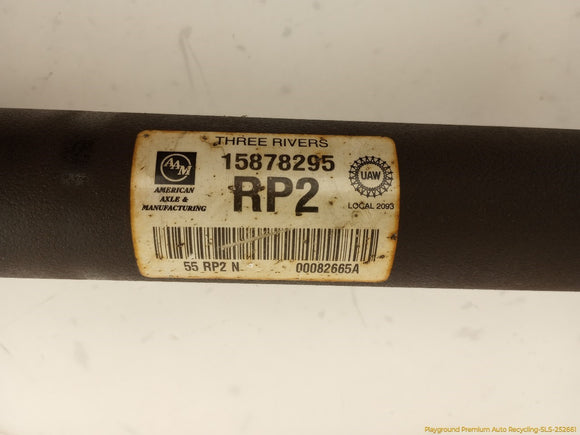 THREE RIVERS
15878295
AAM
AMERICAN
AXLE &
MANUFACTURING
RP2
UAW
LOCAL 2093
55 RP2 N
00082665A
Playground Premium Auto Recycling-SLS-252661